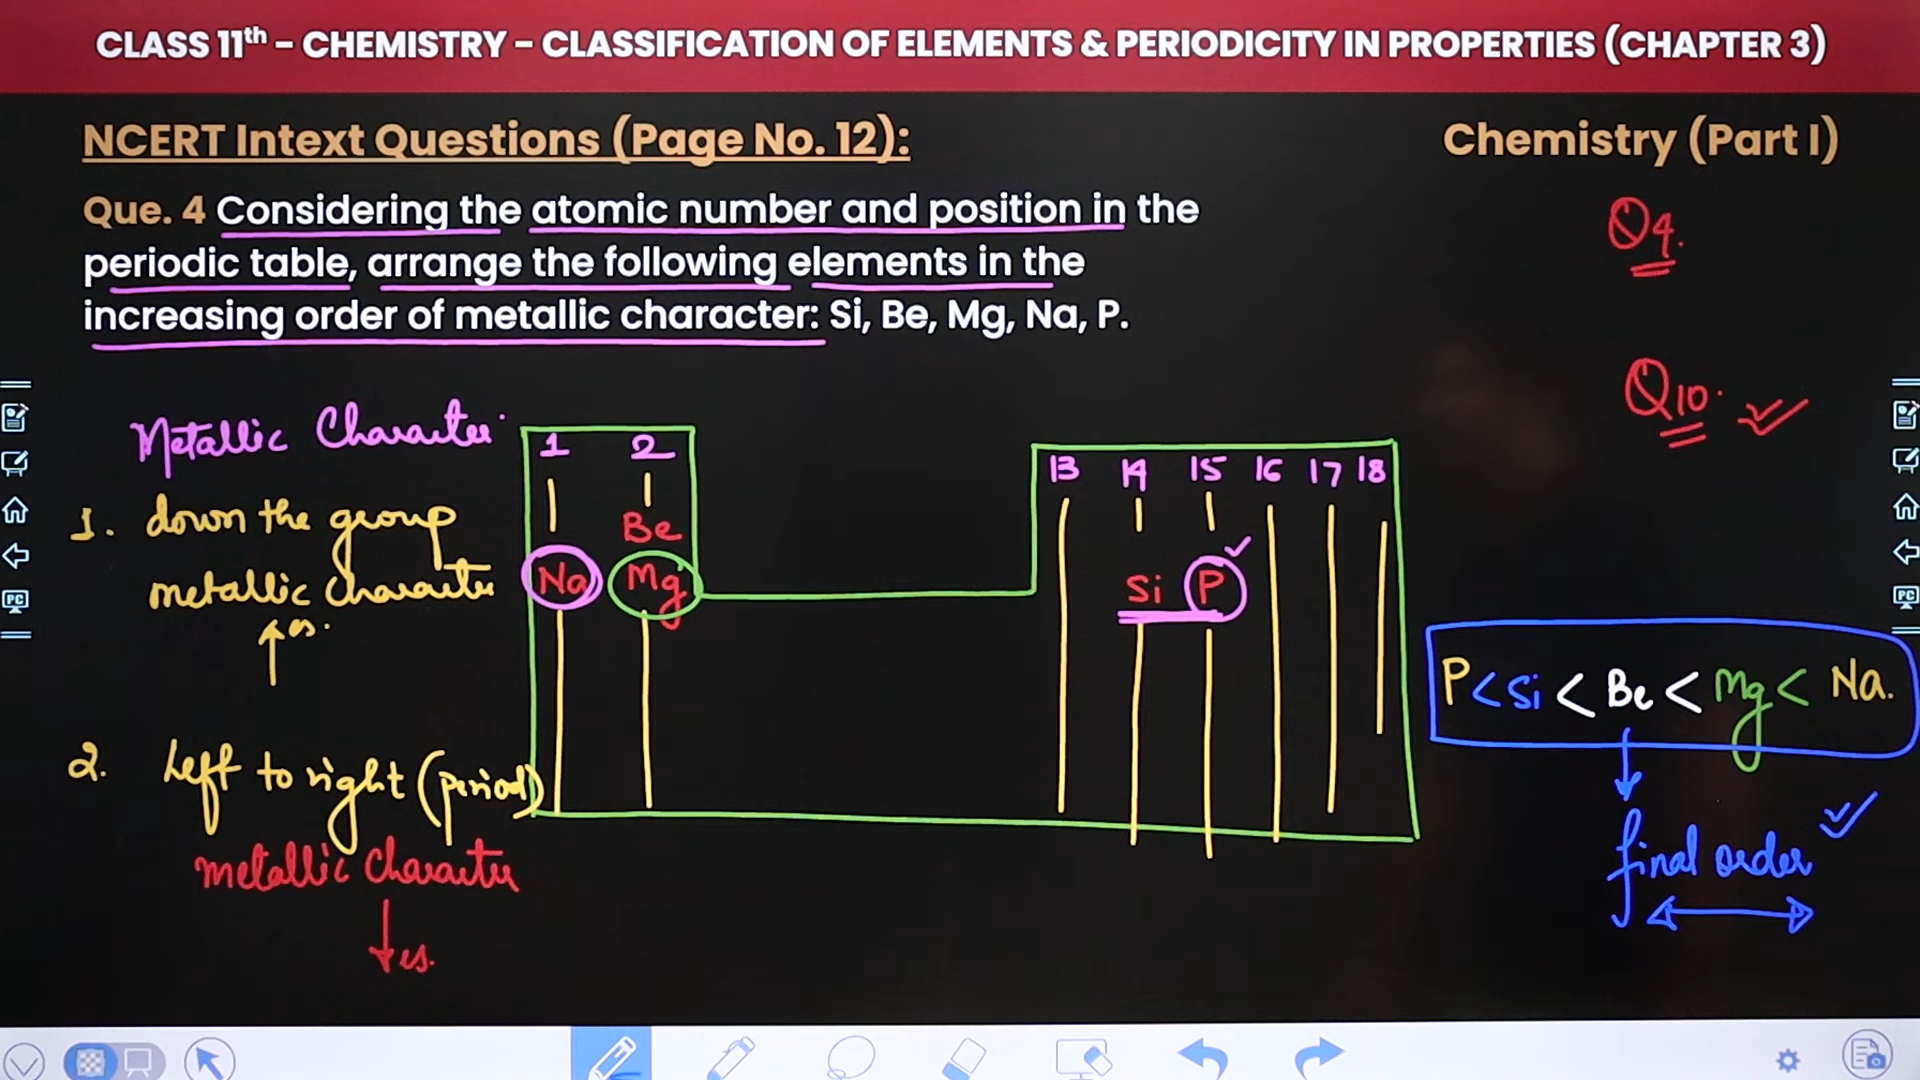 CLASS 11th - CHEMISTRY - CLASSIFICATION OF ELEMENTS & PERIODICITY IN PROPERTIES (CHAPTER 3)
NCERT Intext Questions (Page No. 12):
Chemistry (Part I)
Que. 4 Considering the atomic number and position in the
periodic table, arrange the following elements in the
increasing order of metallic character: Si, Be, Mg, Na, P.
Q4.
Q10.
Metallic Character.
1. down the group
metallic character
↑es.
2. Left to right (period)
metallic character
↓es.
1 2
13 14 15 16 17 18
Be
Na Mg Si P
P < Si < Be < Mg < Na.
final order
PC
PC